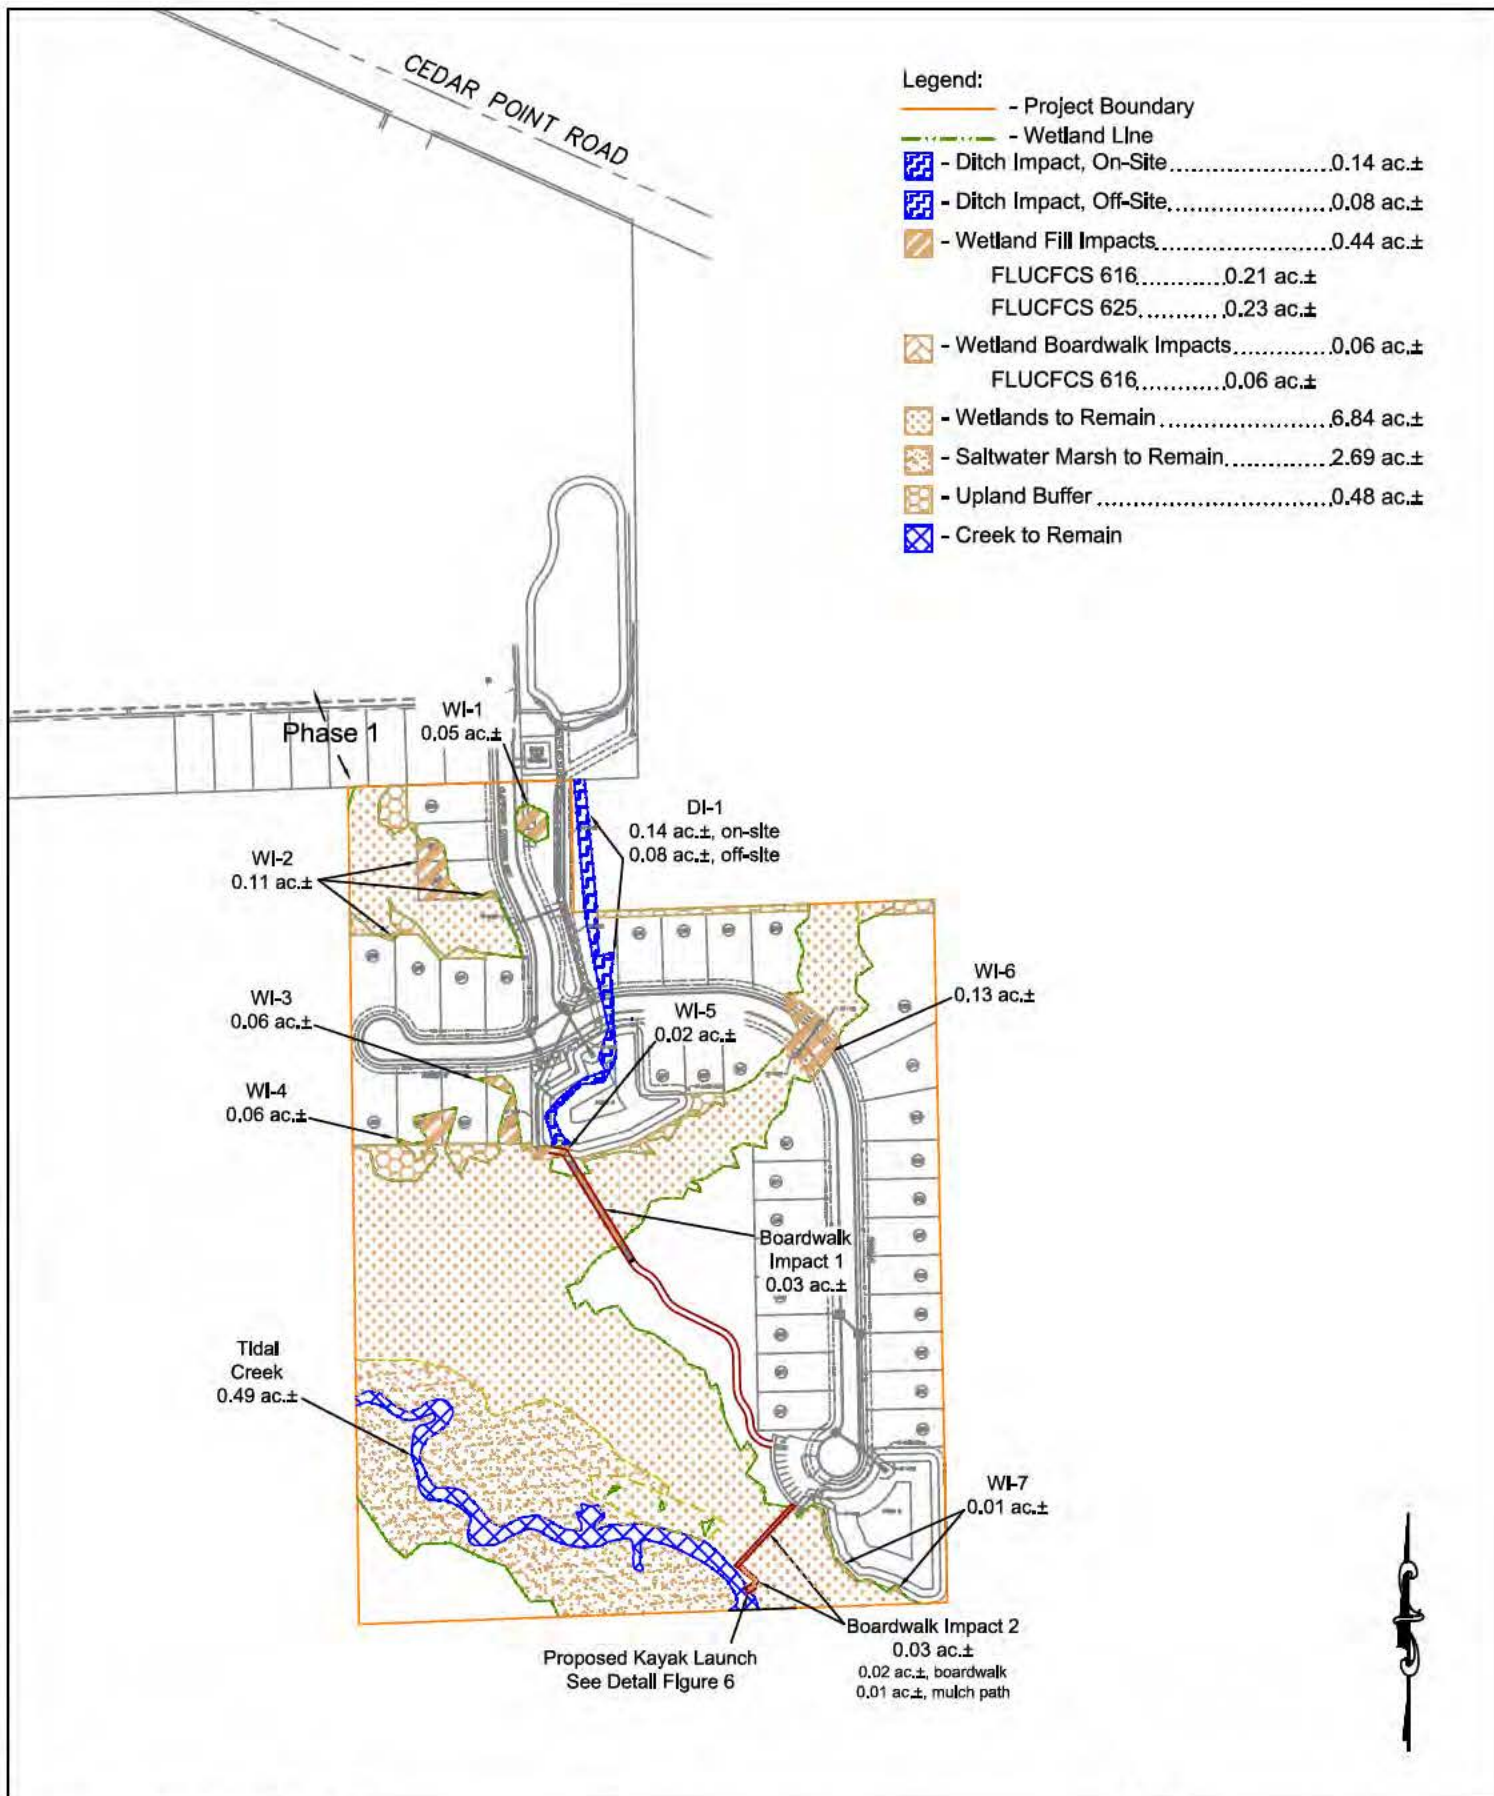 CEDAR POINT ROAD
Legend:
- Project Boundary
- Wetland Line
- Ditch Impact, On-Site..................0.14 ac.±
- Ditch Impact, Off-Site..................0.08 ac.±
- Wetland Fill Impacts....................0.44 ac.±
FLUCFCS 616..........0.21 ac.±
FLUCFCS 625..........0.23 ac.±
- Wetland Boardwalk Impacts...........0.06 ac.±
FLUCFCS 616..........0.06 ac.±
- Wetlands to Remain....................6.84 ac.±
- Saltwater Marsh to Remain............2.69 ac.±
- Upland Buffer............................0.48 ac.±
- Creek to Remain
Phase 1
WI-1
0.05 ac.±
DI-1
0.14 ac.±, on-site
0.08 ac.±, off-site
WI-2
0.11 ac.±
WI-6
0.13 ac.±
WI-3
0.06 ac.±
WI-5
0.02 ac.±
WI-4
0.06 ac.±
Boardwalk
Impact 1
0.03 ac.±
Tidal
Creek
0.49 ac.±
WI-7
0.01 ac.±
Boardwalk Impact 2
0.03 ac.±
0.02 ac.±, boardwalk
0.01 ac.±, mulch path
Proposed Kayak Launch
See Detail Figure 6